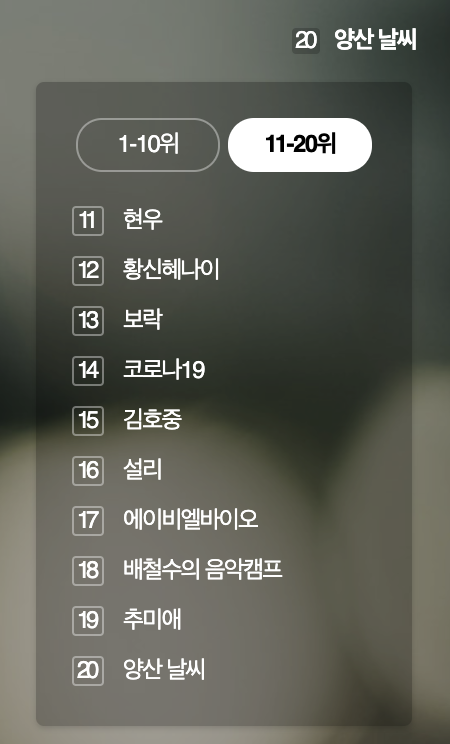 20 양산 날씨
1-10위 11-20위
11 현우
12 황신혜나이
13 보락
14 코로나19
15 김호중
16 설리
17 에이비엘바이오
18 배철수의 음악캠프
19 추미애
20 양산 날씨